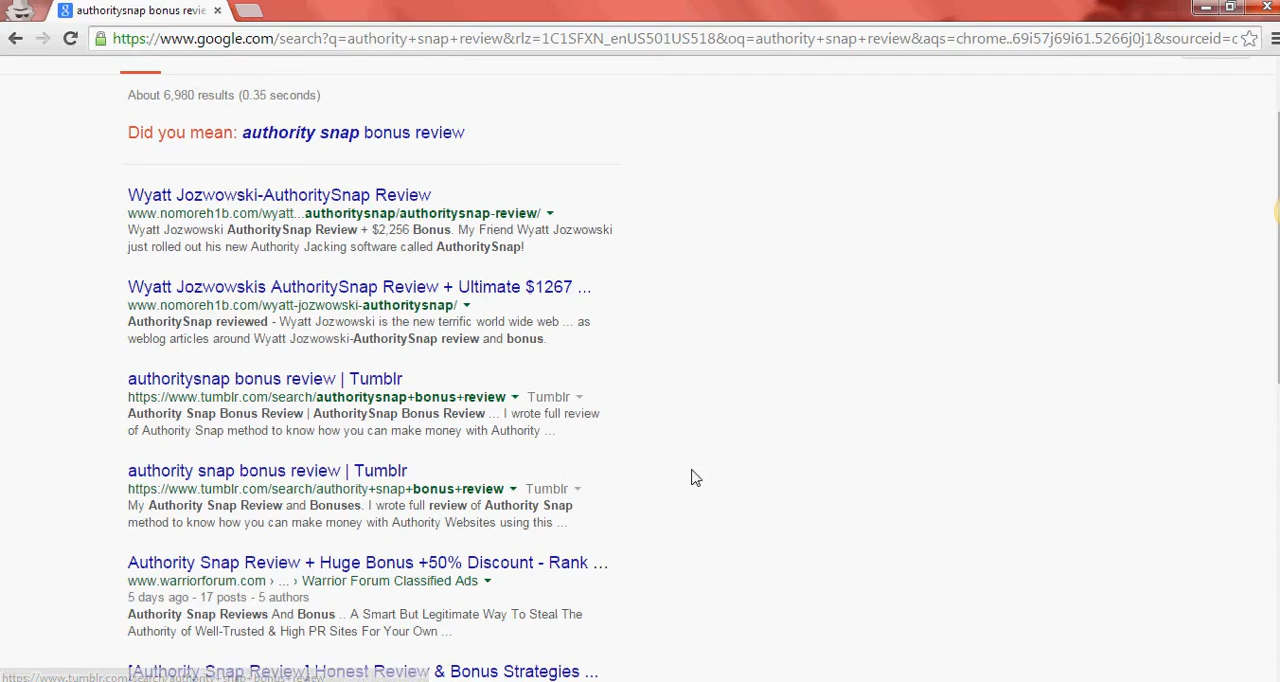 authoritysnap bonus revie
https://www.google.com/search?q=authority+snap+review&rlz=1C1SFXN_enUS501US518&oq=authority+snap+review&aqs=chrome..69i57j69i61.5266j0j1&sourceid=c
About 6,980 results (0.35 seconds)
Did you mean: authority snap bonus review
Wyatt Jozwowski-AuthoritySnap Review
www.nomoreh1b.com/wyatt...authoritysnap/authoritysnap-review/
Wyatt Jozwowski AuthoritySnap Review + $2,256 Bonus. My Friend Wyatt Jozwowski
just rolled out his new Authority Jacking software called AuthoritySnap!
Wyatt Jozwowskis AuthoritySnap Review + Ultimate $1267 ...
www.nomoreh1b.com/wyatt-jozwowski-authoritysnap/
AuthoritySnap reviewed - Wyatt Jozwowski is the new terrific world wide web ... as
weblog articles around Wyatt Jozwowski-AuthoritySnap review and bonus.
authoritysnap bonus review | Tumblr
https://www.tumblr.com/search/authoritysnap+bonus+review Tumblr
Authority Snap Bonus Review | AuthoritySnap Bonus Review ... I wrote full review
of Authority Snap method to know how you can make money with Authority ...
authority snap bonus review | Tumblr
https://www.tumblr.com/search/authority+snap+bonus+review Tumblr
My Authority Snap Review and Bonuses. I wrote full review of Authority Snap
method to know how you can make money with Authority Websites using this ...
Authority Snap Review + Huge Bonus +50% Discount - Rank ...
www.warriorforum.com › ... › Warrior Forum Classified Ads
5 days ago - 17 posts - 5 authors
Authority Snap Reviews And Bonus .. A Smart But Legitimate Way To Steal The
Authority of Well-Trusted & High PR Sites For Your Own ...
[Authority Snap Review] Honest Review & Bonus Strategies ...
https://www.tumblr.com/search/authority+snap+bonus+review